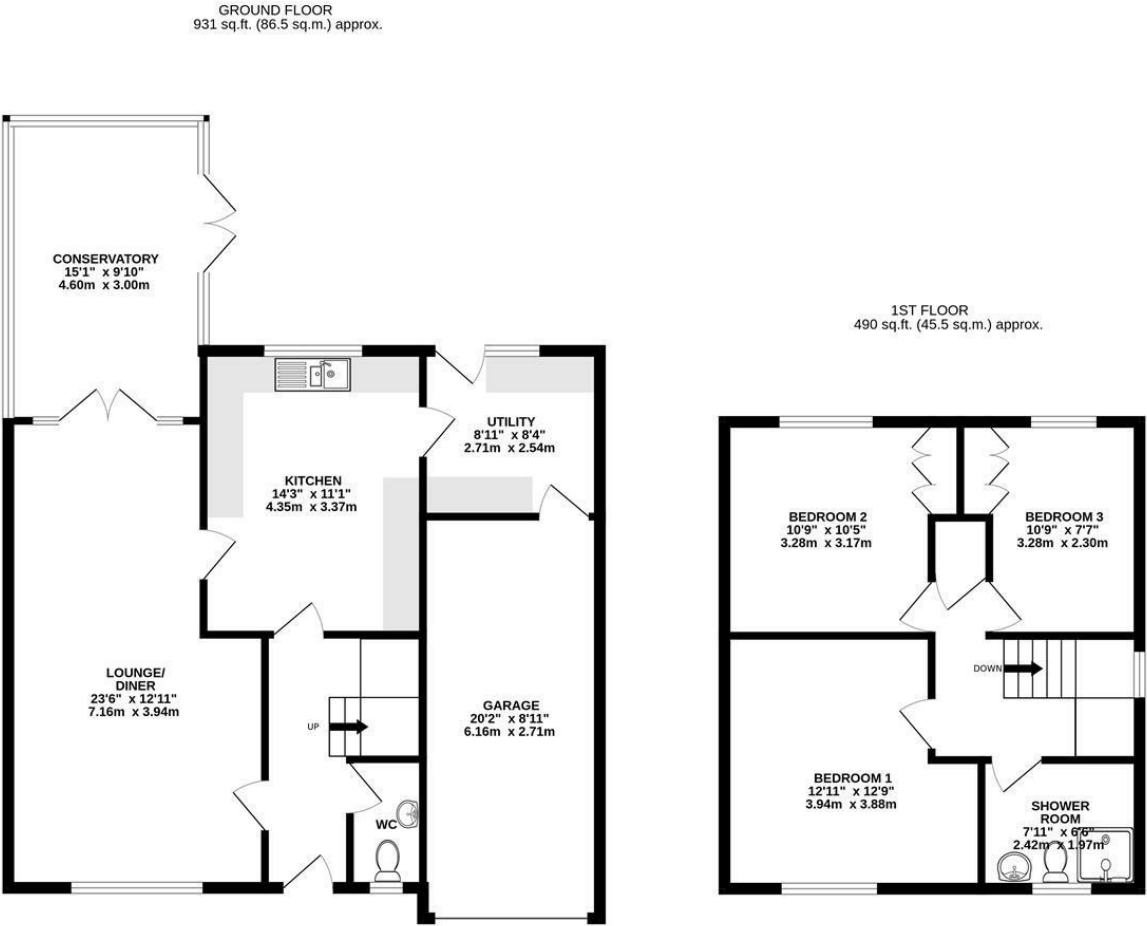 GROUND FLOOR
931 sq.ft. (86.5 sq.m.) approx.
CONSERVATORY
15'1" x 9'10"
4.60m x 3.00m
KITCHEN
14'3" x 11'1"
4.35m x 3.37m
UTILITY
8'11" x 8'4"
2.71m x 2.54m
LOUNGE/
DINER
23'6" x 12'11"
7.16m x 3.94m
UP
GARAGE
20'2" x 8'11"
6.16m x 2.71m
WC
1ST FLOOR
490 sq.ft. (45.5 sq.m.) approx.
BEDROOM 2
10'9" x 10'5"
3.28m x 3.17m
BEDROOM 3
10'9" x 7'7"
3.28m x 2.30m
DOWN
BEDROOM 1
12'11" x 12'9"
3.94m x 3.88m
SHOWER
ROOM
7'11" x 6'6"
2.42m x 1.97m